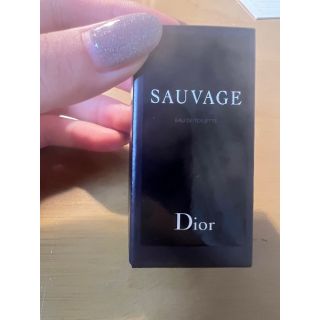 SAUVAGE
EAU DE TOILETTE
Dior